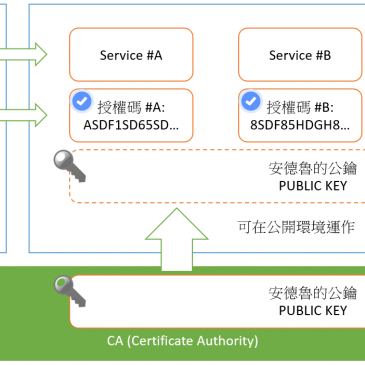 Service #A
Service #B
授權碼 #A:
ASDF1SD65SD...
授權碼 #B:
8SDF85HDGH8...
安德魯的公鑰
PUBLIC KEY
可在公開環境運作
安德魯的公鑰
PUBLIC KEY
CA (Certificate Authority)